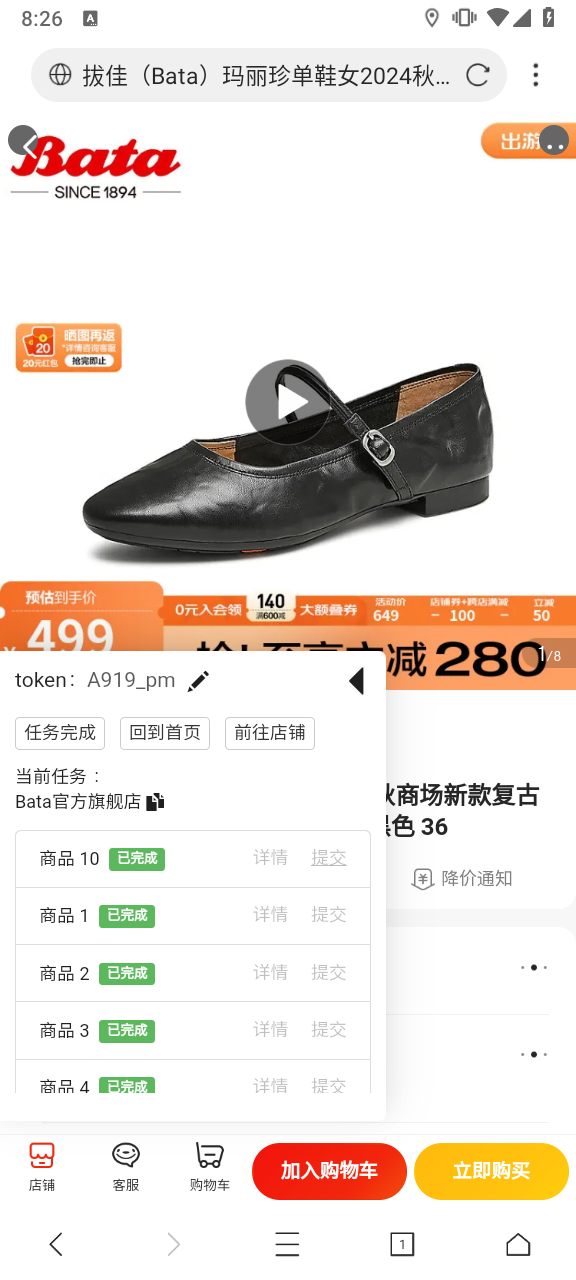 8:26
A
拔佳（Bata）玛丽珍单鞋女2024秋...
Bata
SINCE 1894
出游
晒图再返
20
*详情咨询客服
20元红包
抢完即止
预估到手价
499
0元入会领
140
满600减
大额叠券
活动价
649
店铺券+跨店满减
- 100 -
立减
50
减280
1/8
token： A919_pm
任务完成
回到首页
前往店铺
当前任务：
Bata官方旗舰店
秋商场新款复古
黑色 36
降价通知
商品 10 已完成 详情 提交
商品 1 已完成 详情 提交
商品 2 已完成 详情 提交
商品 3 已完成 详情 提交
商品 4 已完成 详情 提交
店铺
客服
购物车
加入购物车
立即购买
1